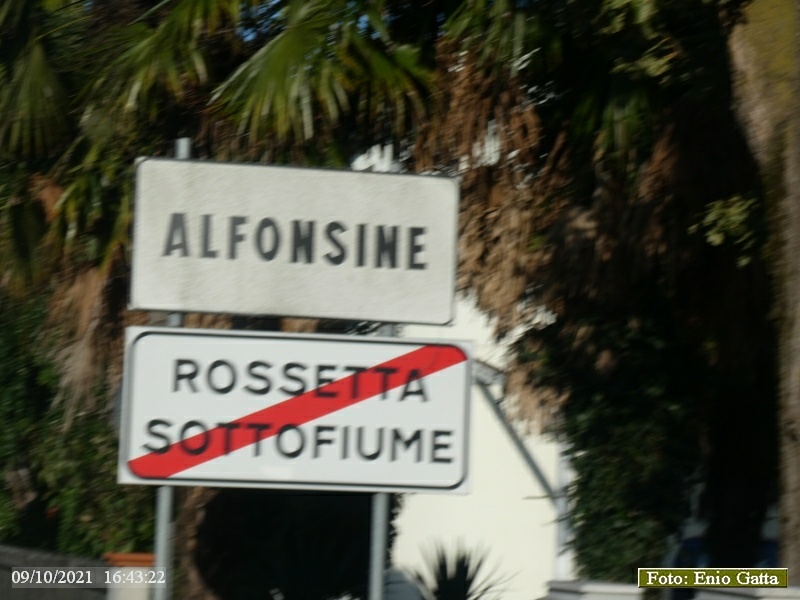 ALFONSINE
ROSSETTA
SOTTOFIUME
09/10/2021 16:43:22
Foto: Enio Gatta